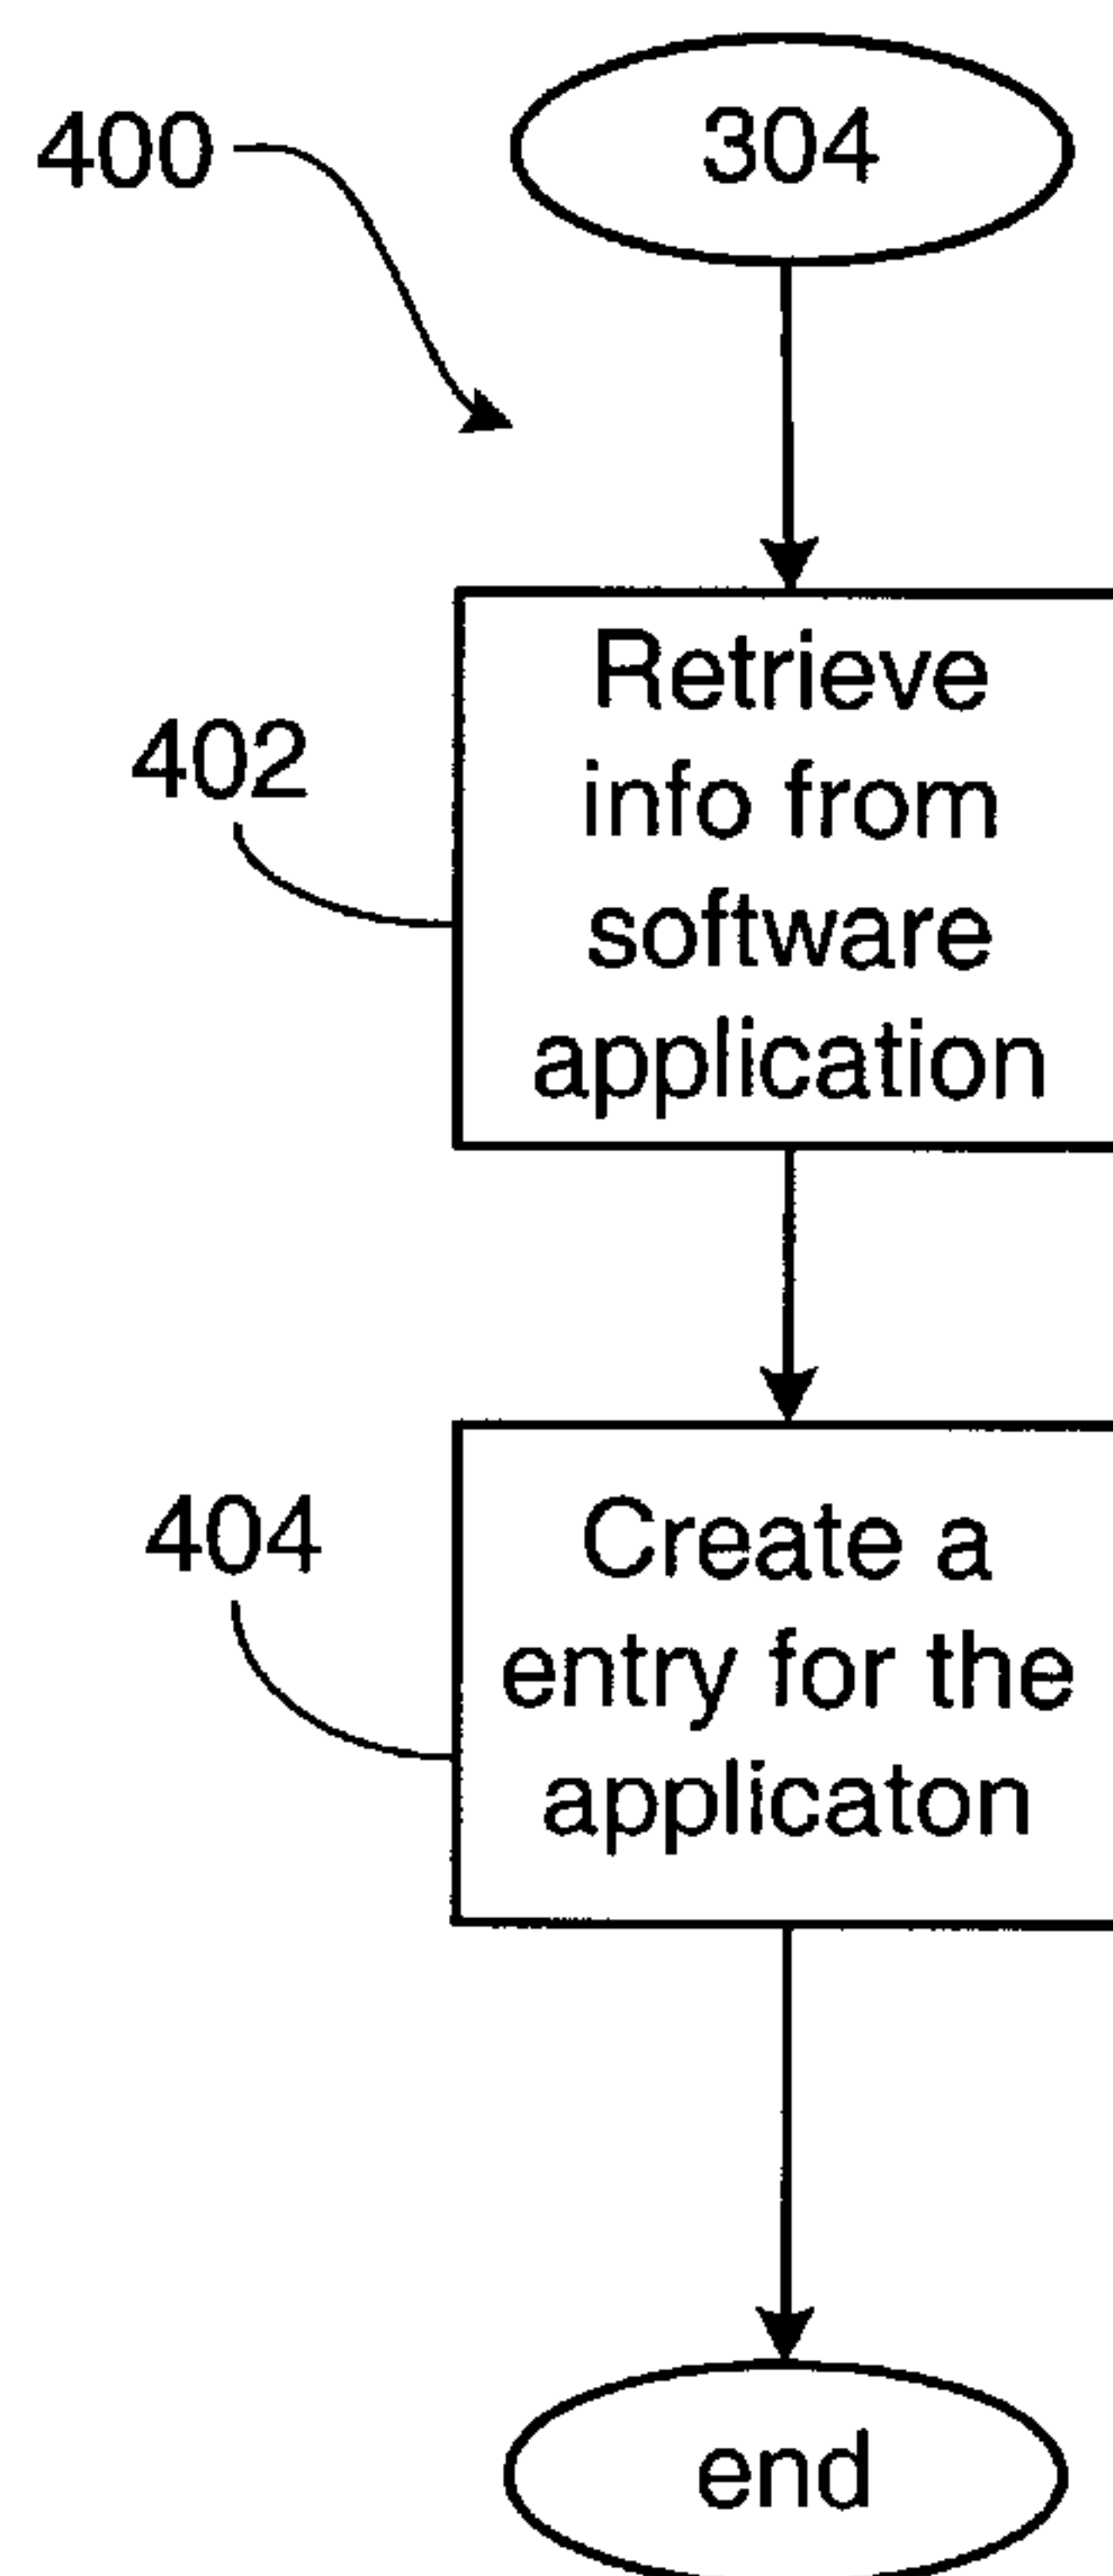 400
304
Retrieve
info from
software
application
402
Create a
entry for the
applicaton
404
end